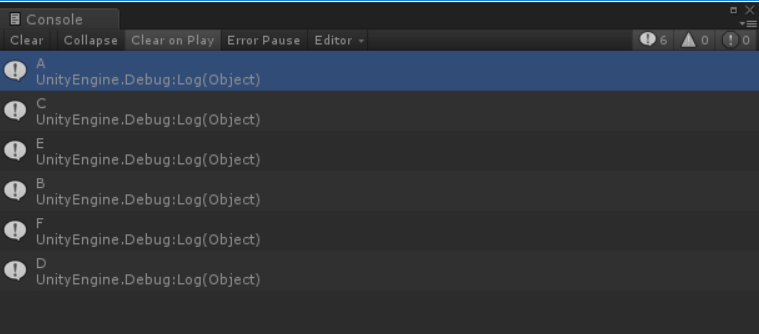 Console
Clear Collapse Clear on Play Error Pause Editor 6 0 0
A
UnityEngine.Debug:Log(Object)
C
UnityEngine.Debug:Log(Object)
E
UnityEngine.Debug:Log(Object)
B
UnityEngine.Debug:Log(Object)
F
UnityEngine.Debug:Log(Object)
D
UnityEngine.Debug:Log(Object)